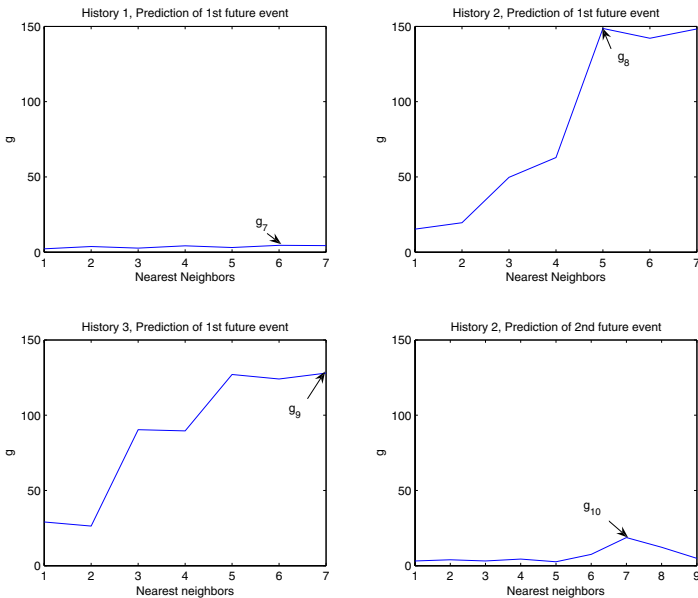 History 1, Prediction of 1st future event
150
100
50
0
g
g7
1 2 3 4 5 6 7
Nearest Neighbors
History 2, Prediction of 1st future event
150
100
50
0
g
g8
1 2 3 4 5 6 7
Nearest Neighbors
History 3, Prediction of 1st future event
150
100
50
0
g
g9
1 2 3 4 5 6 7
Nearest neighbors
History 2, Prediction of 2nd future event
150
100
50
0
g
g10
1 2 3 4 5 6 7 8 9
Nearest neighbors